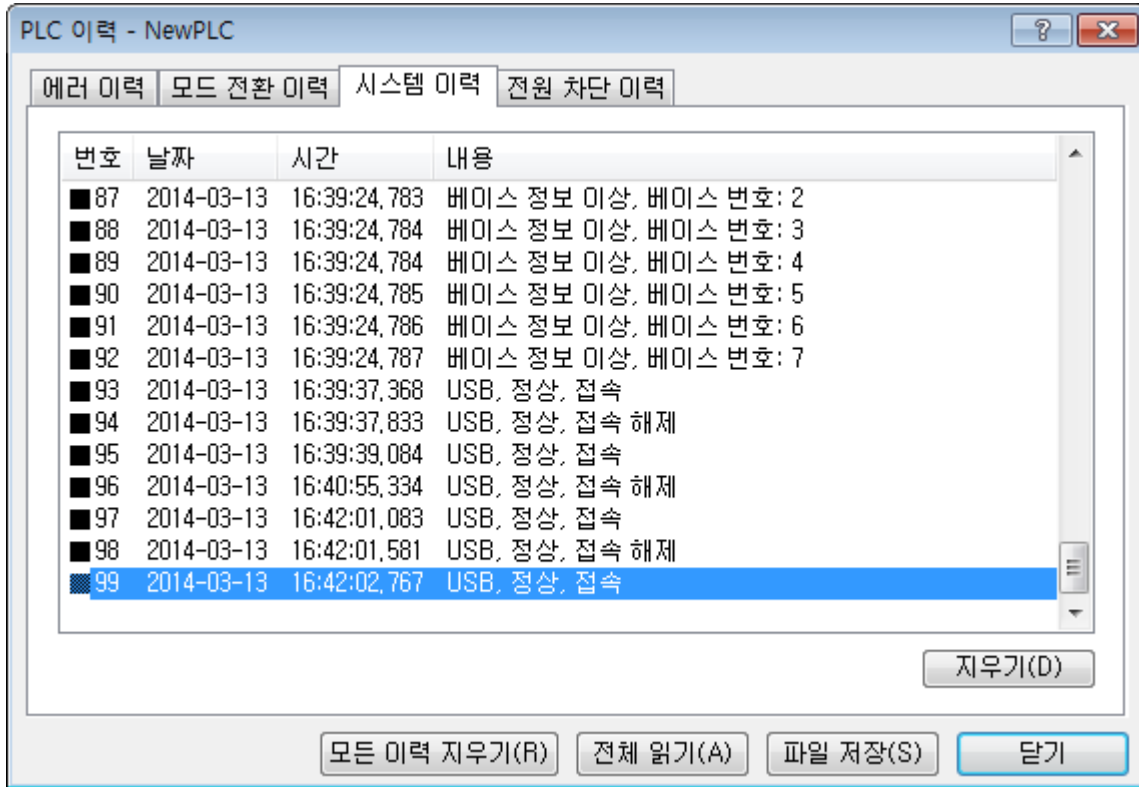 PLC 이력 - NewPLC
에러 이력 모드 전환 이력 시스템 이력 전원 차단 이력
번호 날짜 시간 내용
87 2014-03-13 16:39:24,783 베이스 정보 이상, 베이스 번호: 2
88 2014-03-13 16:39:24,784 베이스 정보 이상, 베이스 번호: 3
89 2014-03-13 16:39:24,784 베이스 정보 이상, 베이스 번호: 4
90 2014-03-13 16:39:24,785 베이스 정보 이상, 베이스 번호: 5
91 2014-03-13 16:39:24,786 베이스 정보 이상, 베이스 번호: 6
92 2014-03-13 16:39:24,787 베이스 정보 이상, 베이스 번호: 7
93 2014-03-13 16:39:37,368 USB, 정상, 접속
94 2014-03-13 16:39:37,833 USB, 정상, 접속 해제
95 2014-03-13 16:39:39,084 USB, 정상, 접속
96 2014-03-13 16:40:55,334 USB, 정상, 접속 해제
97 2014-03-13 16:42:01,083 USB, 정상, 접속
98 2014-03-13 16:42:01,581 USB, 정상, 접속 해제
99 2014-03-13 16:42:02,767 USB, 정상, 접속
지우기(D)
모든 이력 지우기(R) 전체 읽기(A) 파일 저장(S) 닫기